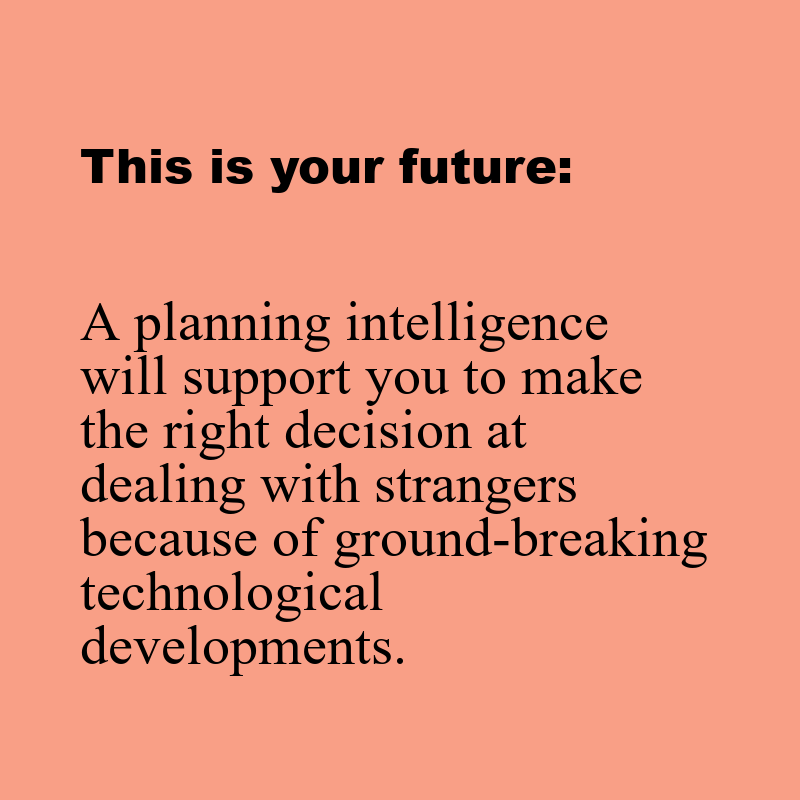 This is your future:
A planning intelligence
will support you to make
the right decision at
dealing with strangers
because of ground-breaking
technological
developments.